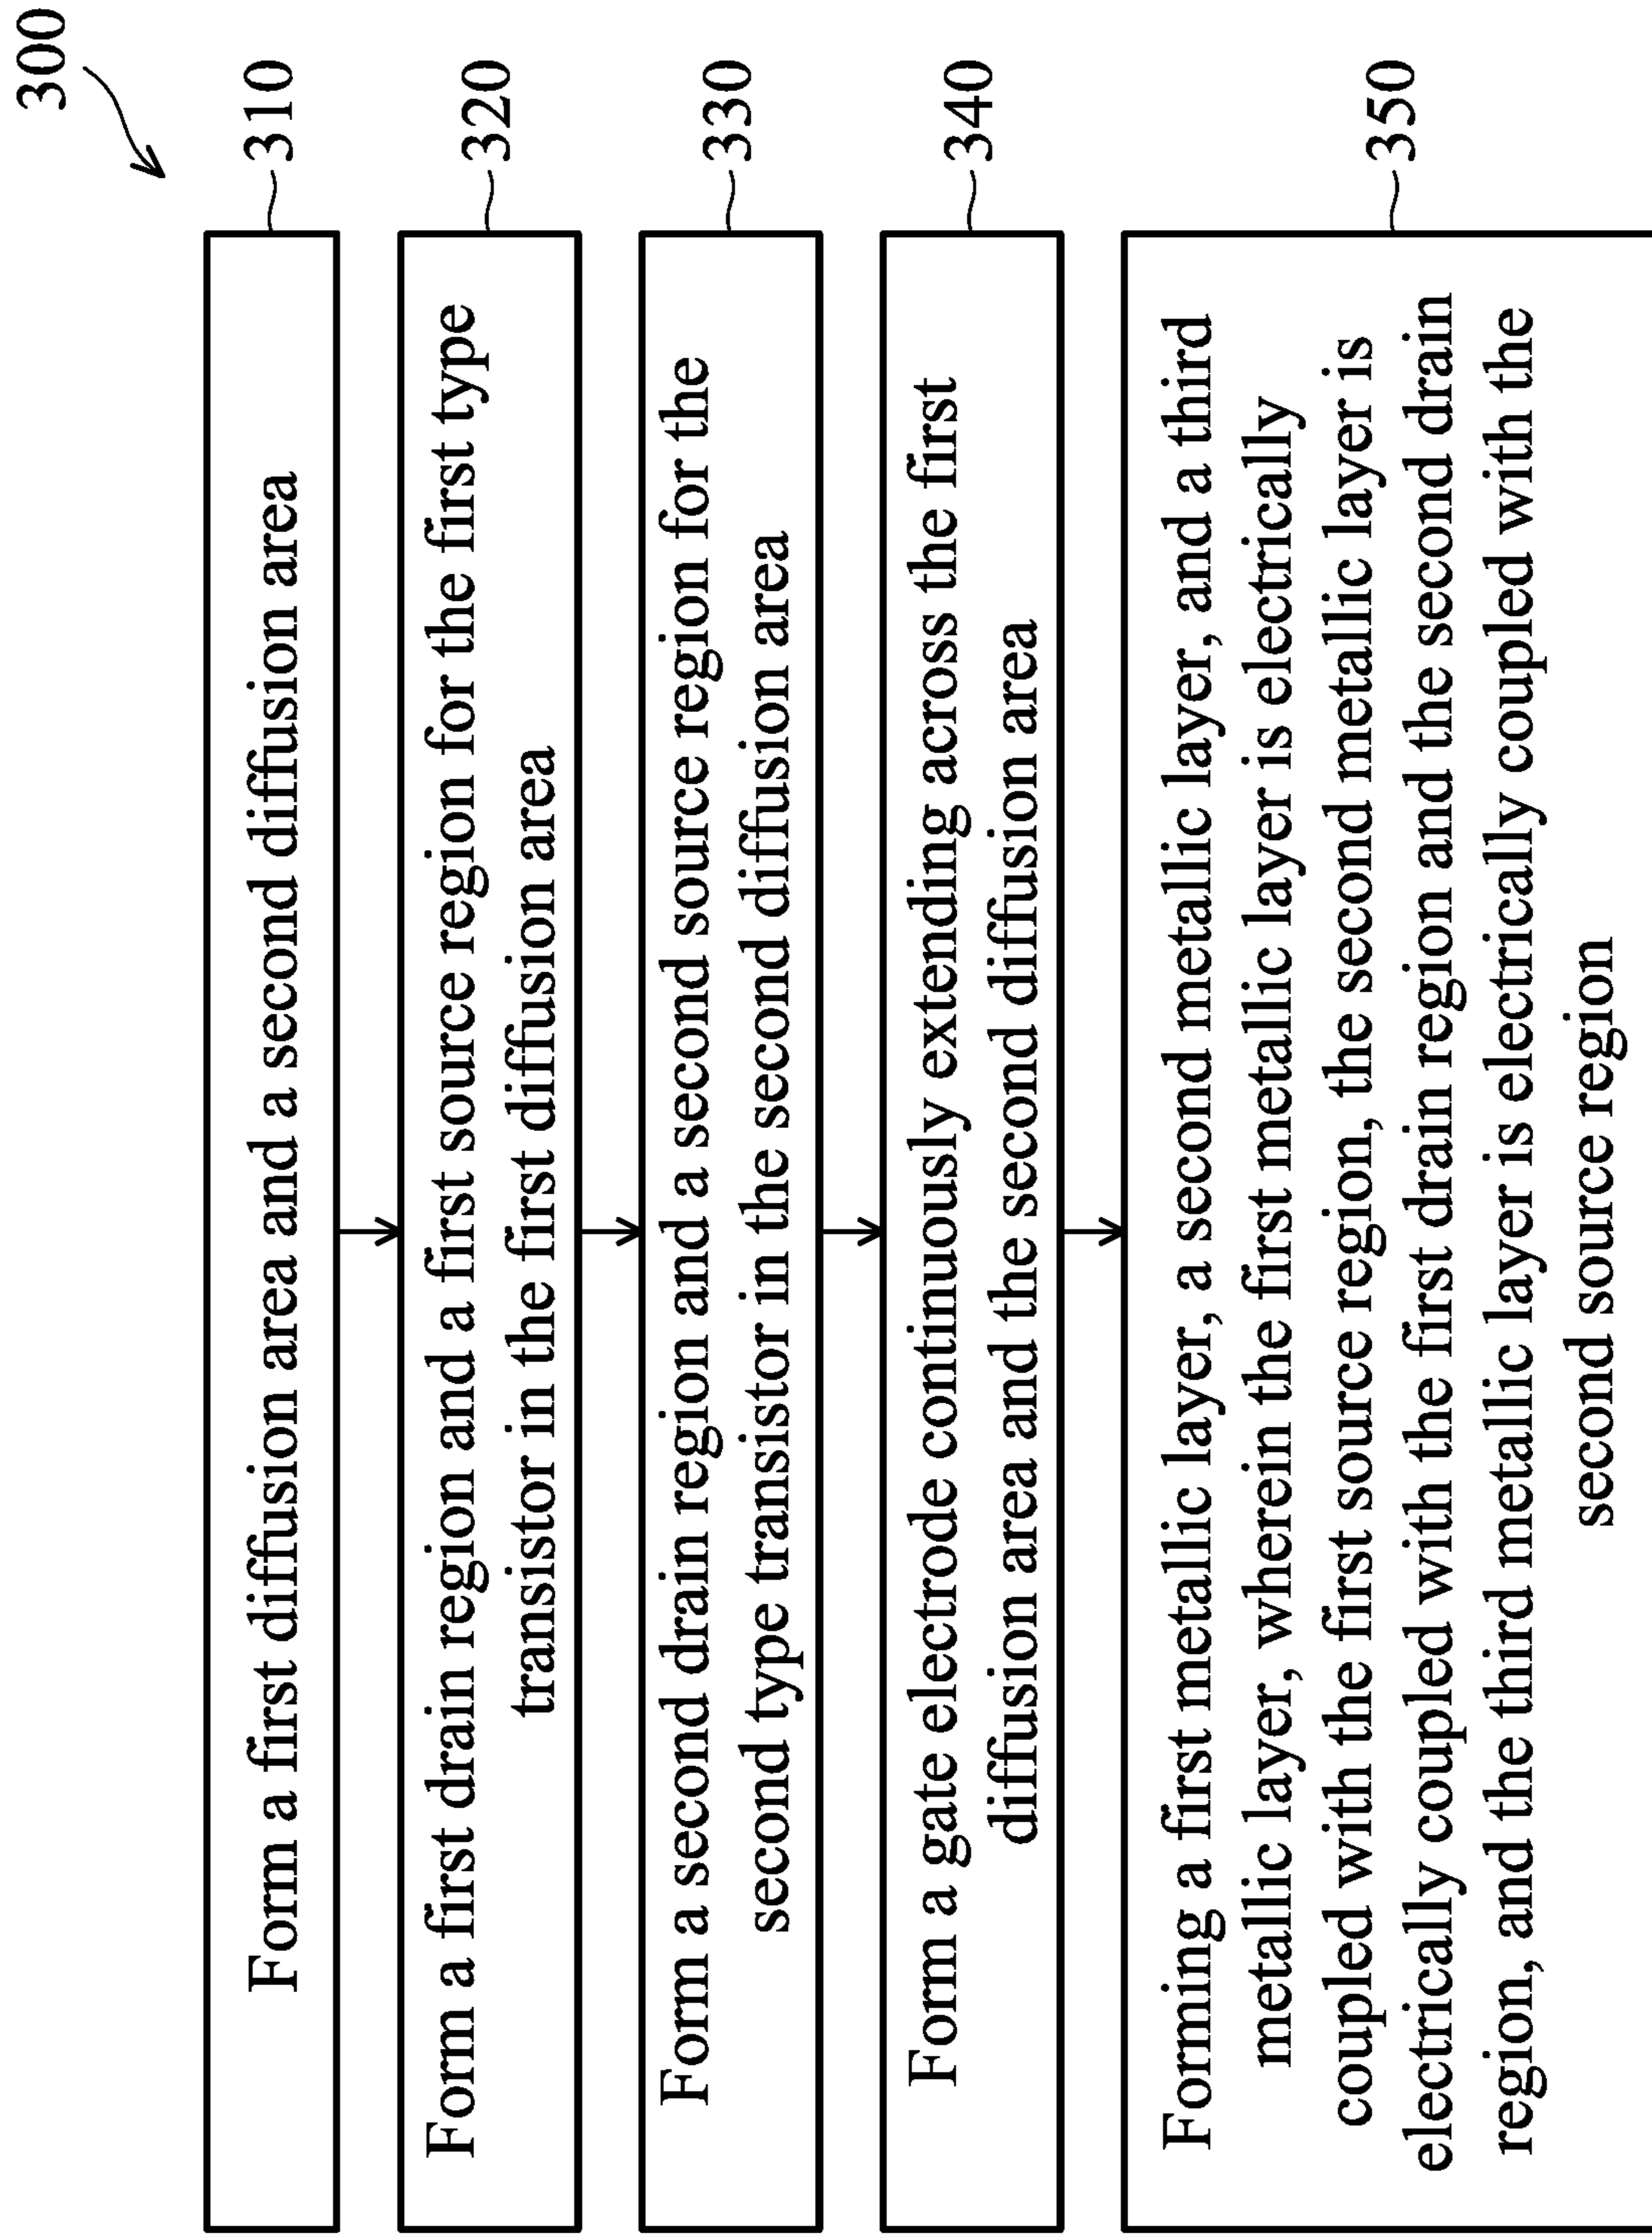 300
Form a first diffusion area and a second diffusion area
310
Form a first drain region and a first source region for the first type
transistor in the first diffusion area
320
Form a second drain region and a second source region for the
second type transistor in the second diffusion area
330
Form a gate electrode continuously extending across the first
diffusion area and the second diffusion area
340
Forming a first metallic layer, a second metallic layer, and a third
metallic layer, wherein the first metallic layer is electrically
coupled with the first source region, the second metallic layer is
electrically coupled with the first drain region and the second drain
region, and the third metallic layer is electrically coupled with the
second source region
350